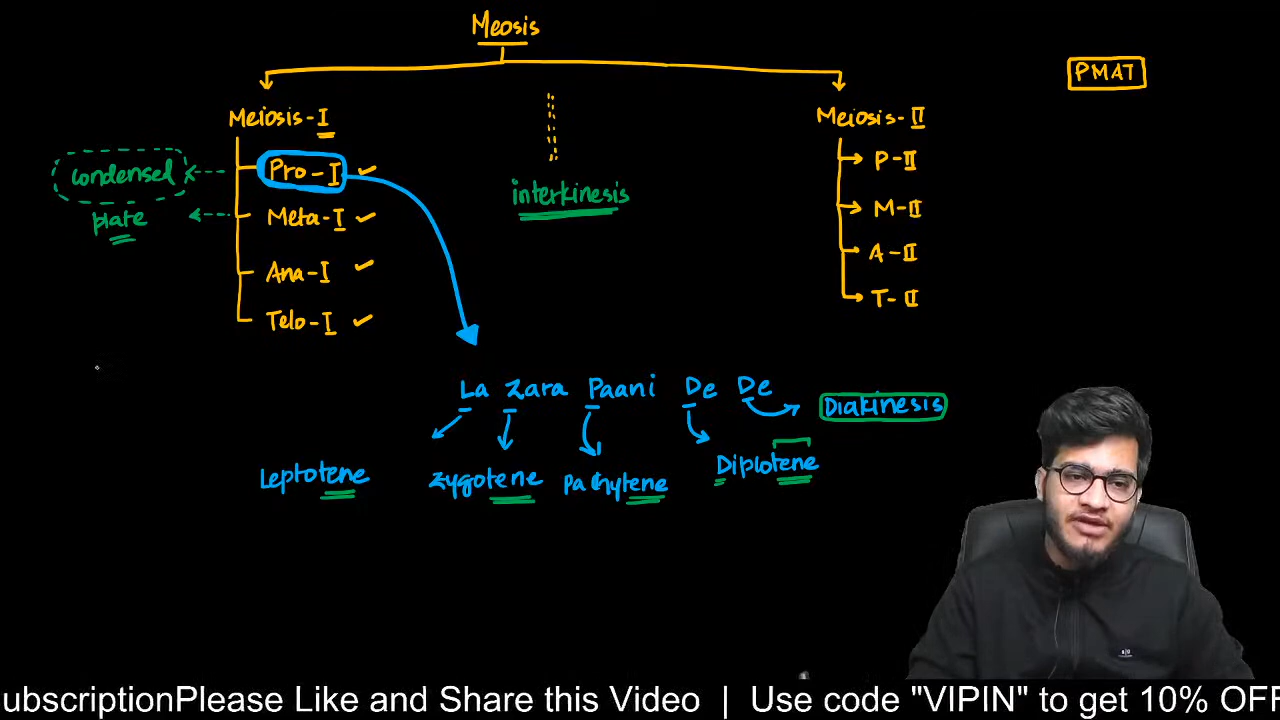 Meosis
PMAT
Meiosis-I
Meiosis-II
condensed
Pro-I
P-II
interkinesis
plate
Meta-I
M-II
Ana-I
A-II
Telo-I
T-II
La Zara Paani De De
Diakinesis
Leptotene
Zygotene
Pachytene
Diplotene
ubscriptionPlease Like and Share this Video | Use code "VIPIN" to get 10% OFF